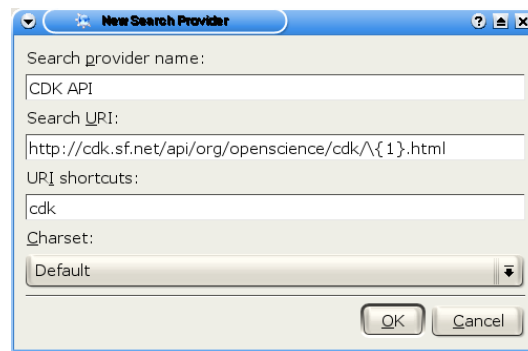 New Search Provider
Search provider name:
CDK API
Search URI:
http://cdk.sf.net/api/org/openscience/cdk/\{1}.html
URI shortcuts:
cdk
Charset:
Default
OK Cancel